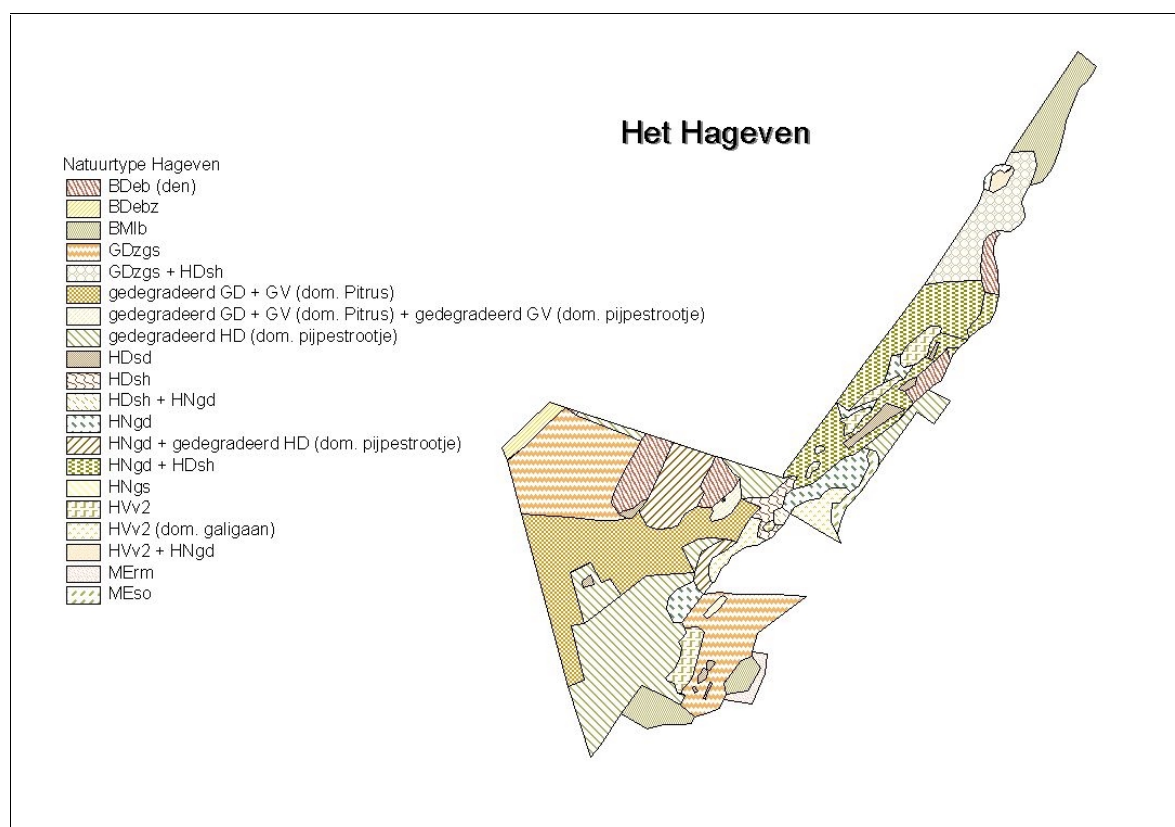 Het Hageven
Natuurtype Hageven
BDeb (den)
BDebz
BMlb
GDzgs
GDzgs + HDsh
gedegradeerd GD + GV (dom. Pitrus)
gedegradeerd GD + GV (dom. Pitrus) + gedegradeerd GV (dom. pijpestrootje)
gedegradeerd HD (dom. pijpestrootje)
HDsd
HDsh
HDsh + HNgd
HNgd
HNgd + gedegradeerd HD (dom. pijpestrootje)
HNgd + HDsh
HNgs
HVv2
HVv2 (dom. galigaan)
HVv2 + HNgd
MErm
MEso